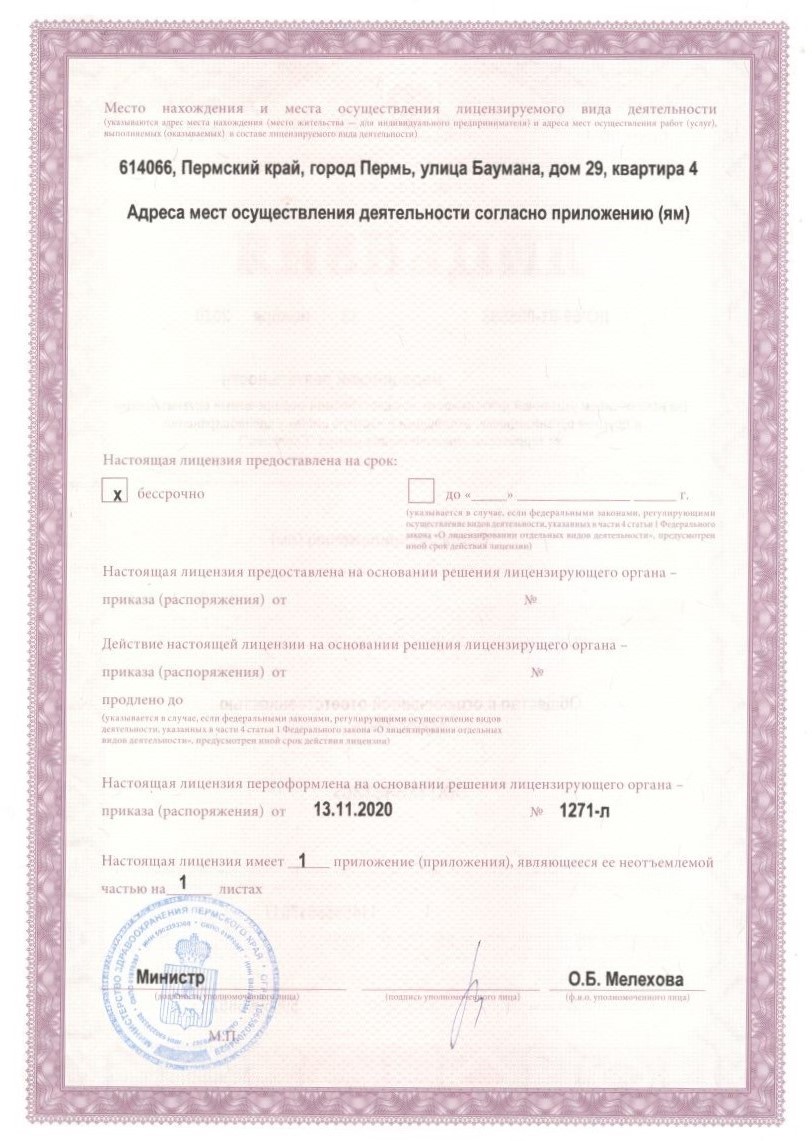 Место нахождения и места осуществления лицензируемого вида деятельности
(указываются адрес места нахождения (место жительства — для индивидуального предпринимателя) и адреса мест осуществления работ (услуг),
выполняемых (оказываемых) в составе лицензируемого вида деятельности)
614066, Пермский край, город Пермь, улица Баумана, дом 29, квартира 4
Адреса мест осуществления деятельности согласно приложению (ям)
Настоящая лицензия предоставлена на срок:
x бессрочно
до «_____» ____________________ ______ г.
(указывается в случае, если федеральными законами, регулирующими
осуществление видов деятельности, указанных в части 4 статьи 1 Федерального
закона «О лицензировании отдельных видов деятельности», предусмотрен
иной срок действия лицензии)
Настоящая лицензия предоставлена на основании решения лицензирующего органа –
приказа (распоряжения) от №
Действие настоящей лицензии на основании решения лицензирущего органа –
приказа (распоряжения) от №
продлено до
(указывается в случае, если федеральными законами, регулирующими осуществление видов
деятельности, указанных в части 4 статьи 1 Федерального закона «О лицензировании отдельных
видов деятельности», предусмотрен иной срок действия лицензии)
Настоящая лицензия переоформлена на основании решения лицензирующего органа –
приказа (распоряжения) от 13.11.2020 № 1271-л
Настоящая лицензия имеет 1 приложение (приложения), являющееся ее неотъемлемой
частью на 1 листах
МИНИСТЕРСТВО ЗДРАВООХРАНЕНИЯ ПЕРМСКОГО КРАЯ
Министр О.Б. Мелехова
(должность уполномоченного лица) (подпись уполномоченного лица) (ф.и.о. уполномоченного лица)
М.П.